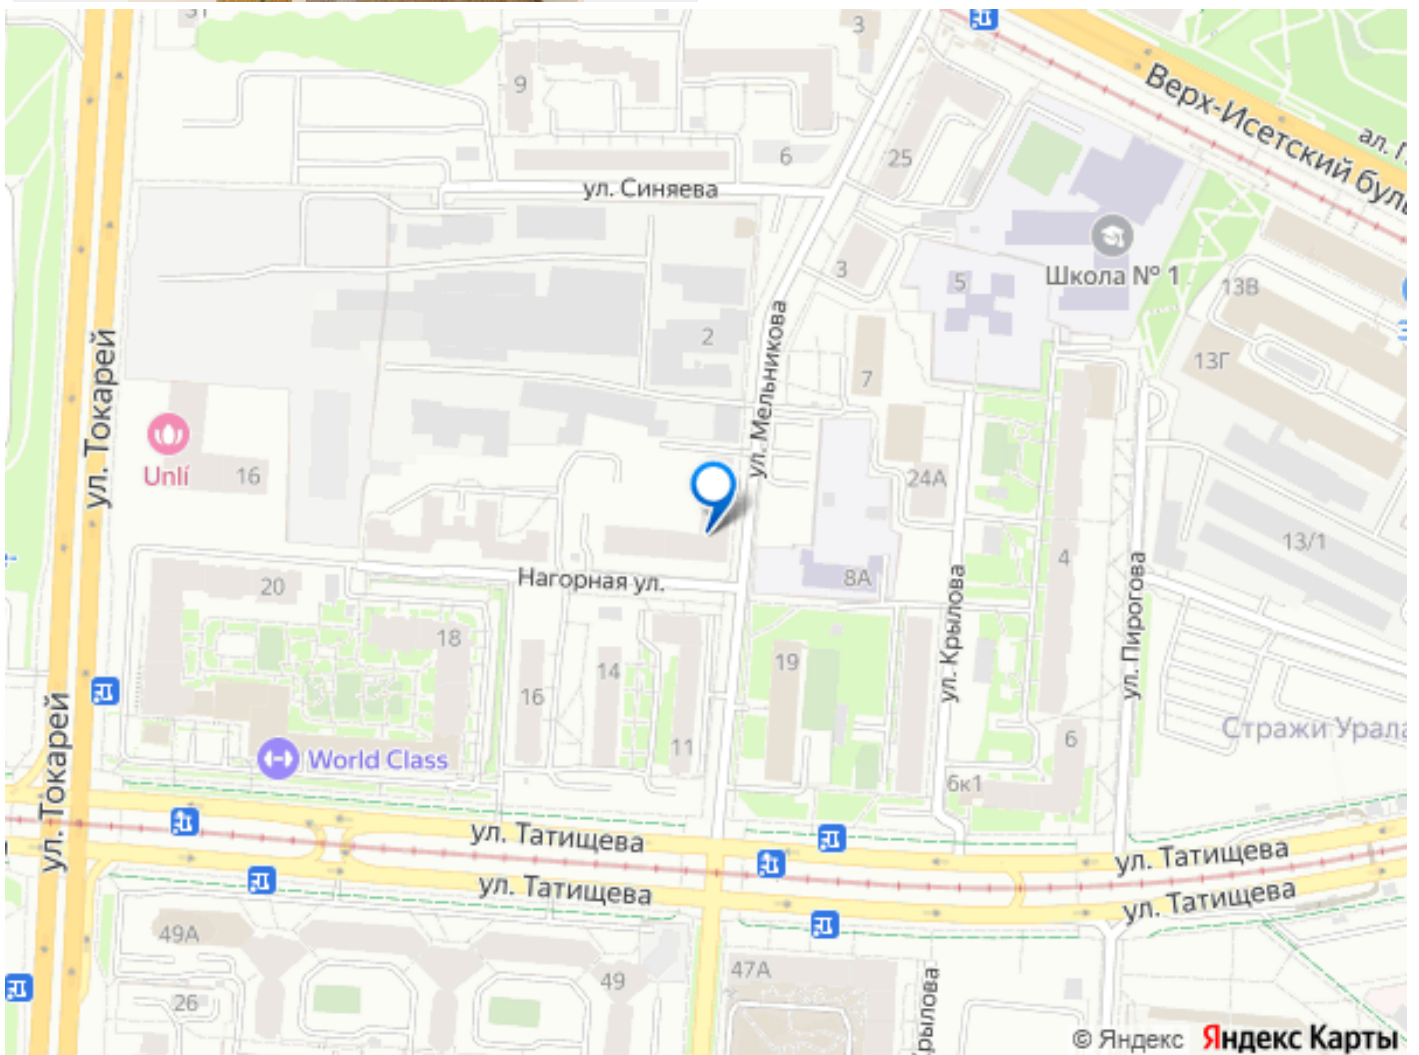 31
3
9
Верх-Исетский буль
ал. Г.
25
6
ул. Синяева
Школа № 1
3
5
13В
2
ул. Мельникова
13Г
7
ул. Токарей
Unlí
16
24А
13/1
4
Нагорная ул.
8А
20
ул. Крылова
ул. Пирогова
18
19
14
16
Стражи Урала
11
6
World Class
6к1
ул. Токарей
ул. Татищева
ул. Татищева
ул. Татищева
ул. Татищева
49А
47А
49
26
Крылова
© Яндекс Яндекс Карты